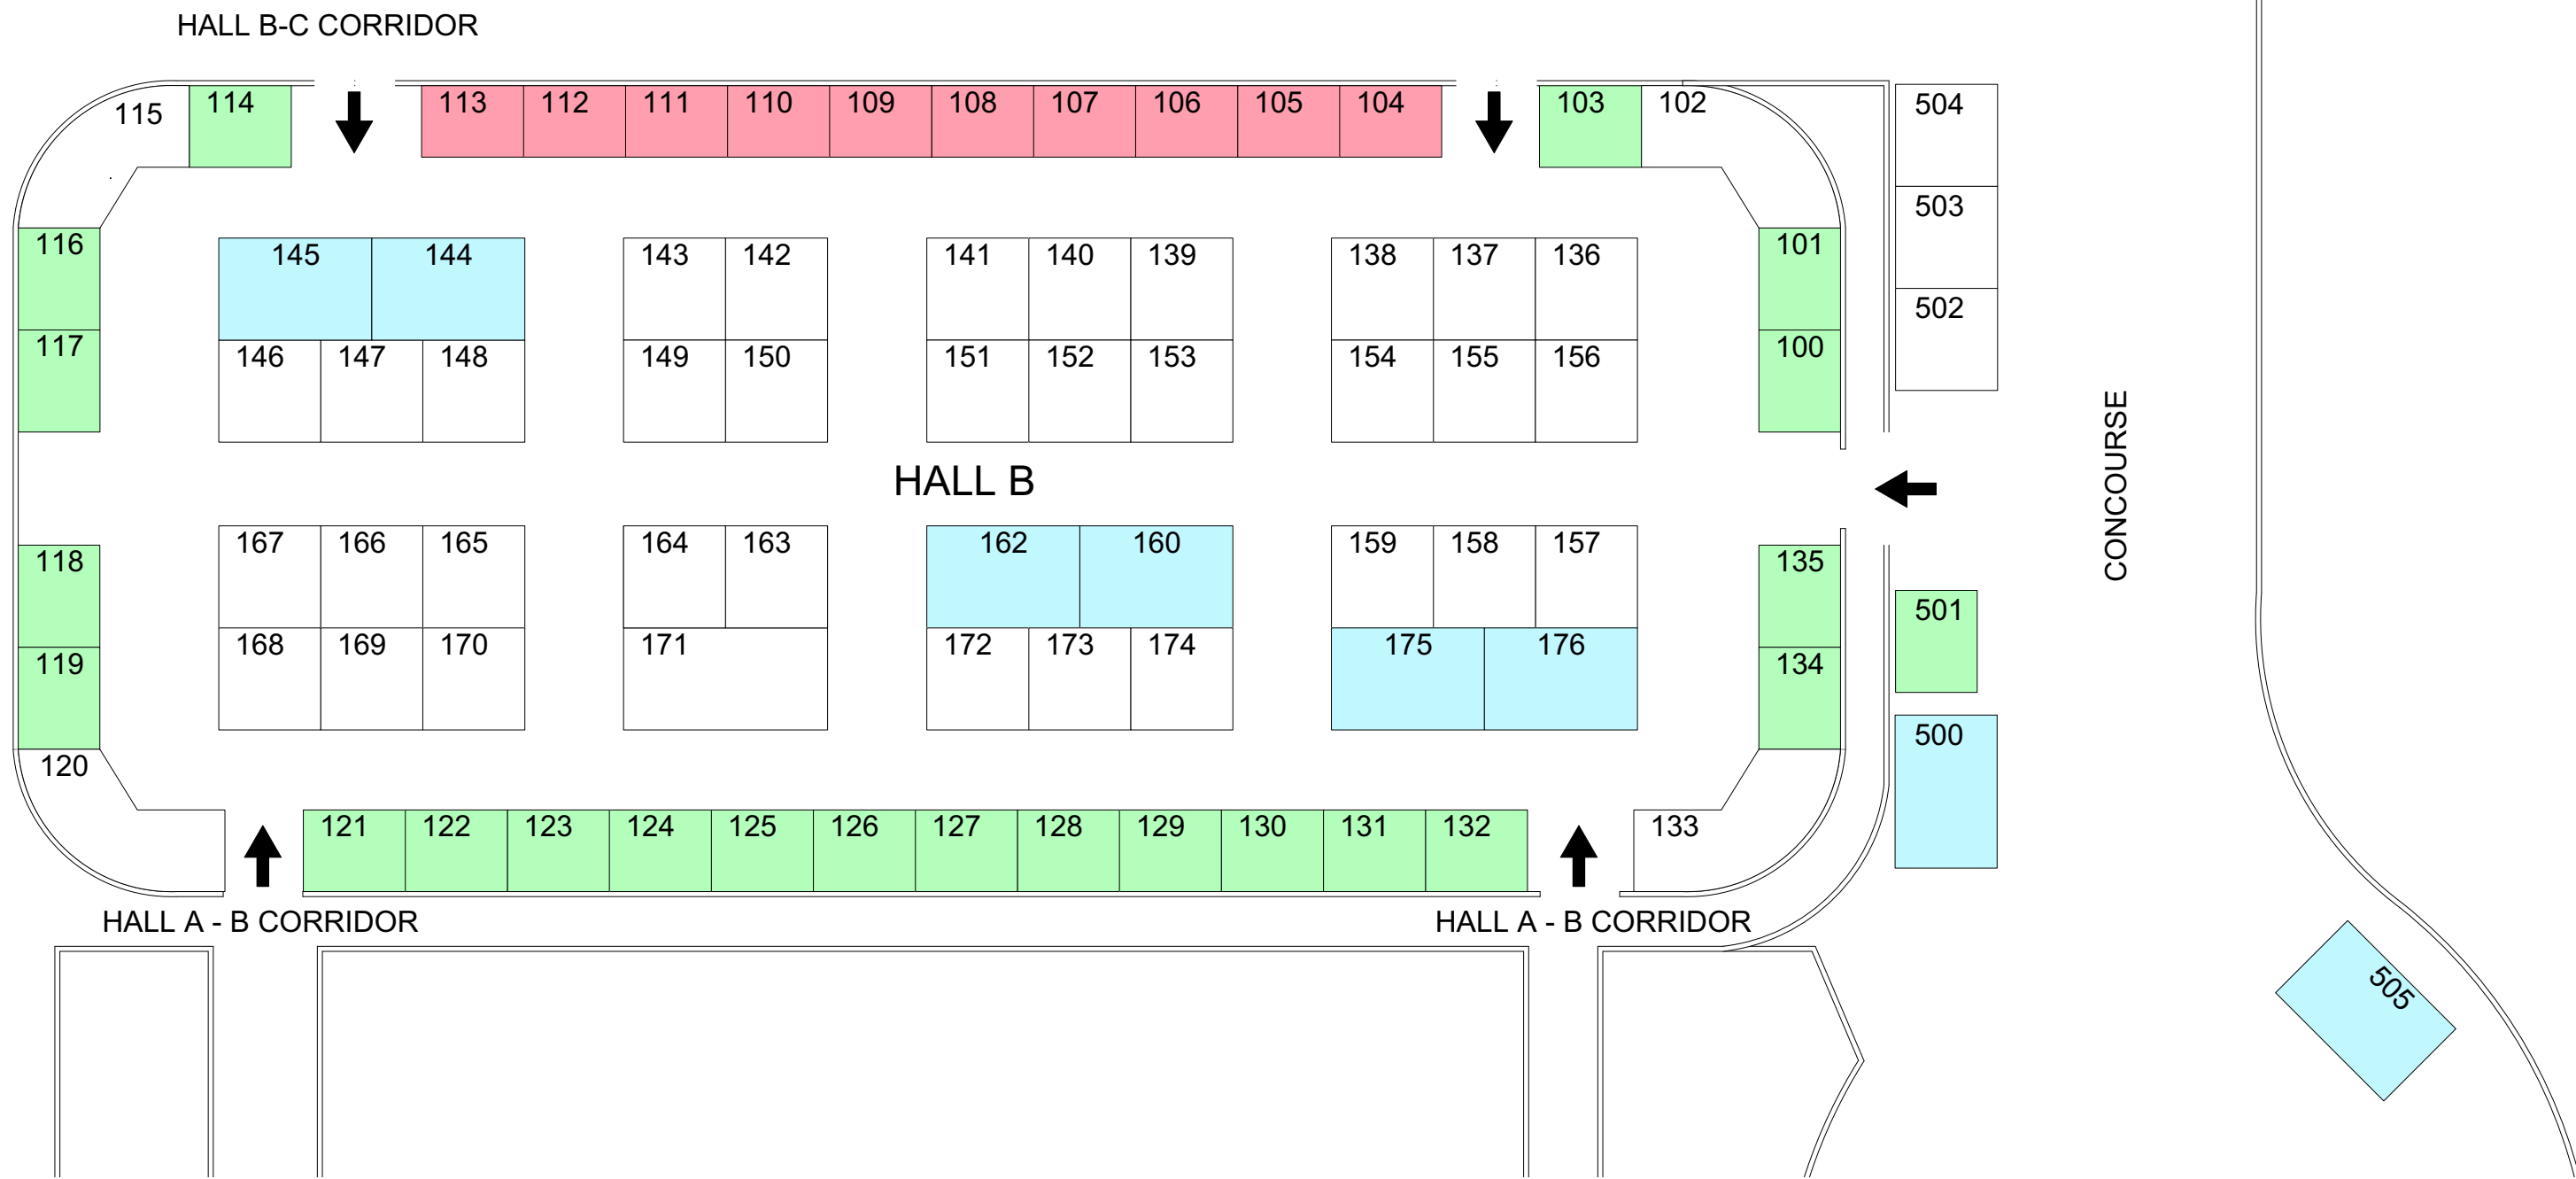 HALL B-C CORRIDOR
115 114 113 112 111 110 109 108 107 106 105 104 103 102 504
503
116 145 144 143 142 141 140 139 138 137 136 101
502
117 146 147 148 149 150 151 152 153 154 155 156 100
HALL B
CONCOURSE
118 167 166 165 164 163 162 160 159 158 157 135
501
119 168 169 170 171 172 173 174 175 176 134
500
120
121 122 123 124 125 126 127 128 129 130 131 132 133
HALL A - B CORRIDOR HALL A - B CORRIDOR
505